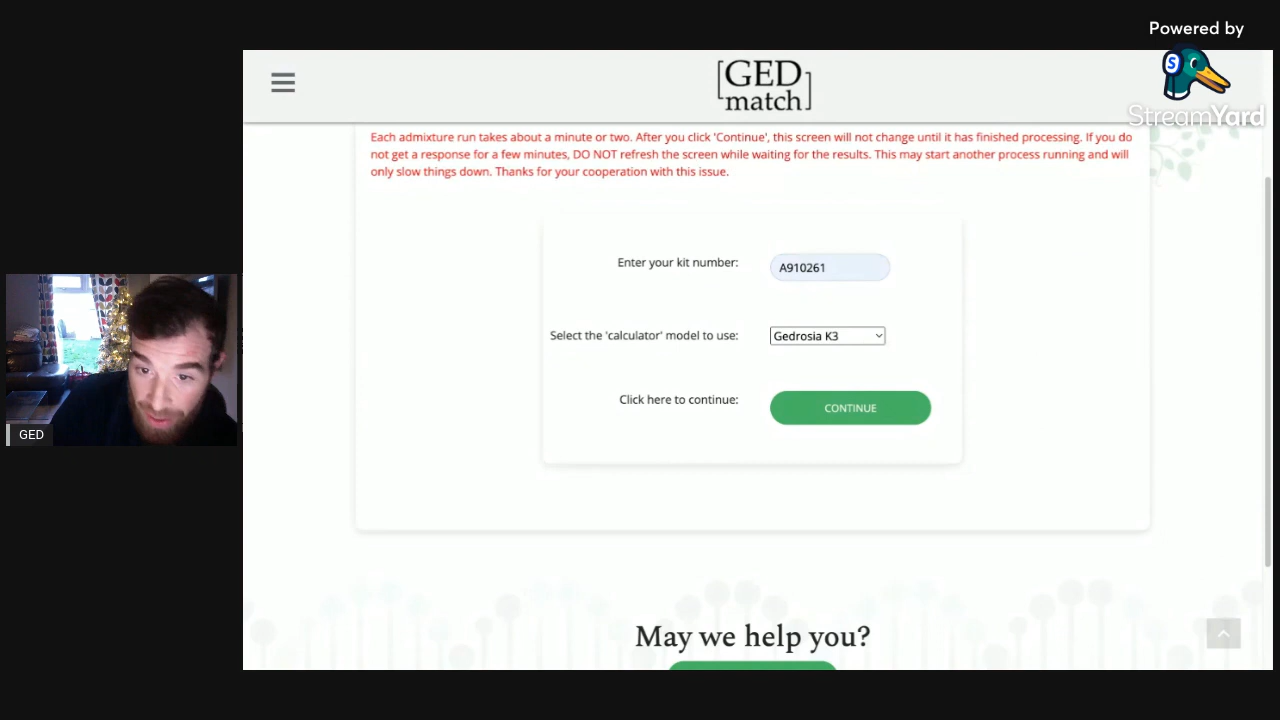 Powered by
StreamYard
[GED
match]
Each admixture run takes about a minute or two. After you click 'Continue', this screen will not change until it has finished processing. If you do
not get a response for a few minutes, DO NOT refresh the screen while waiting for the results. This may start another process running and will
only slow things down. Thanks for your cooperation with this issue.
Enter your kit number: A910261
Select the 'calculator' model to use: Gedrosia K3
Click here to continue: CONTINUE
GED
May we help you?